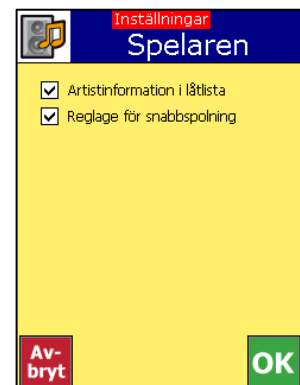 Inställningar
Spelaren
Artistinformation i låtlista
Reglage för snabbspolning
Av-
bryt
OK